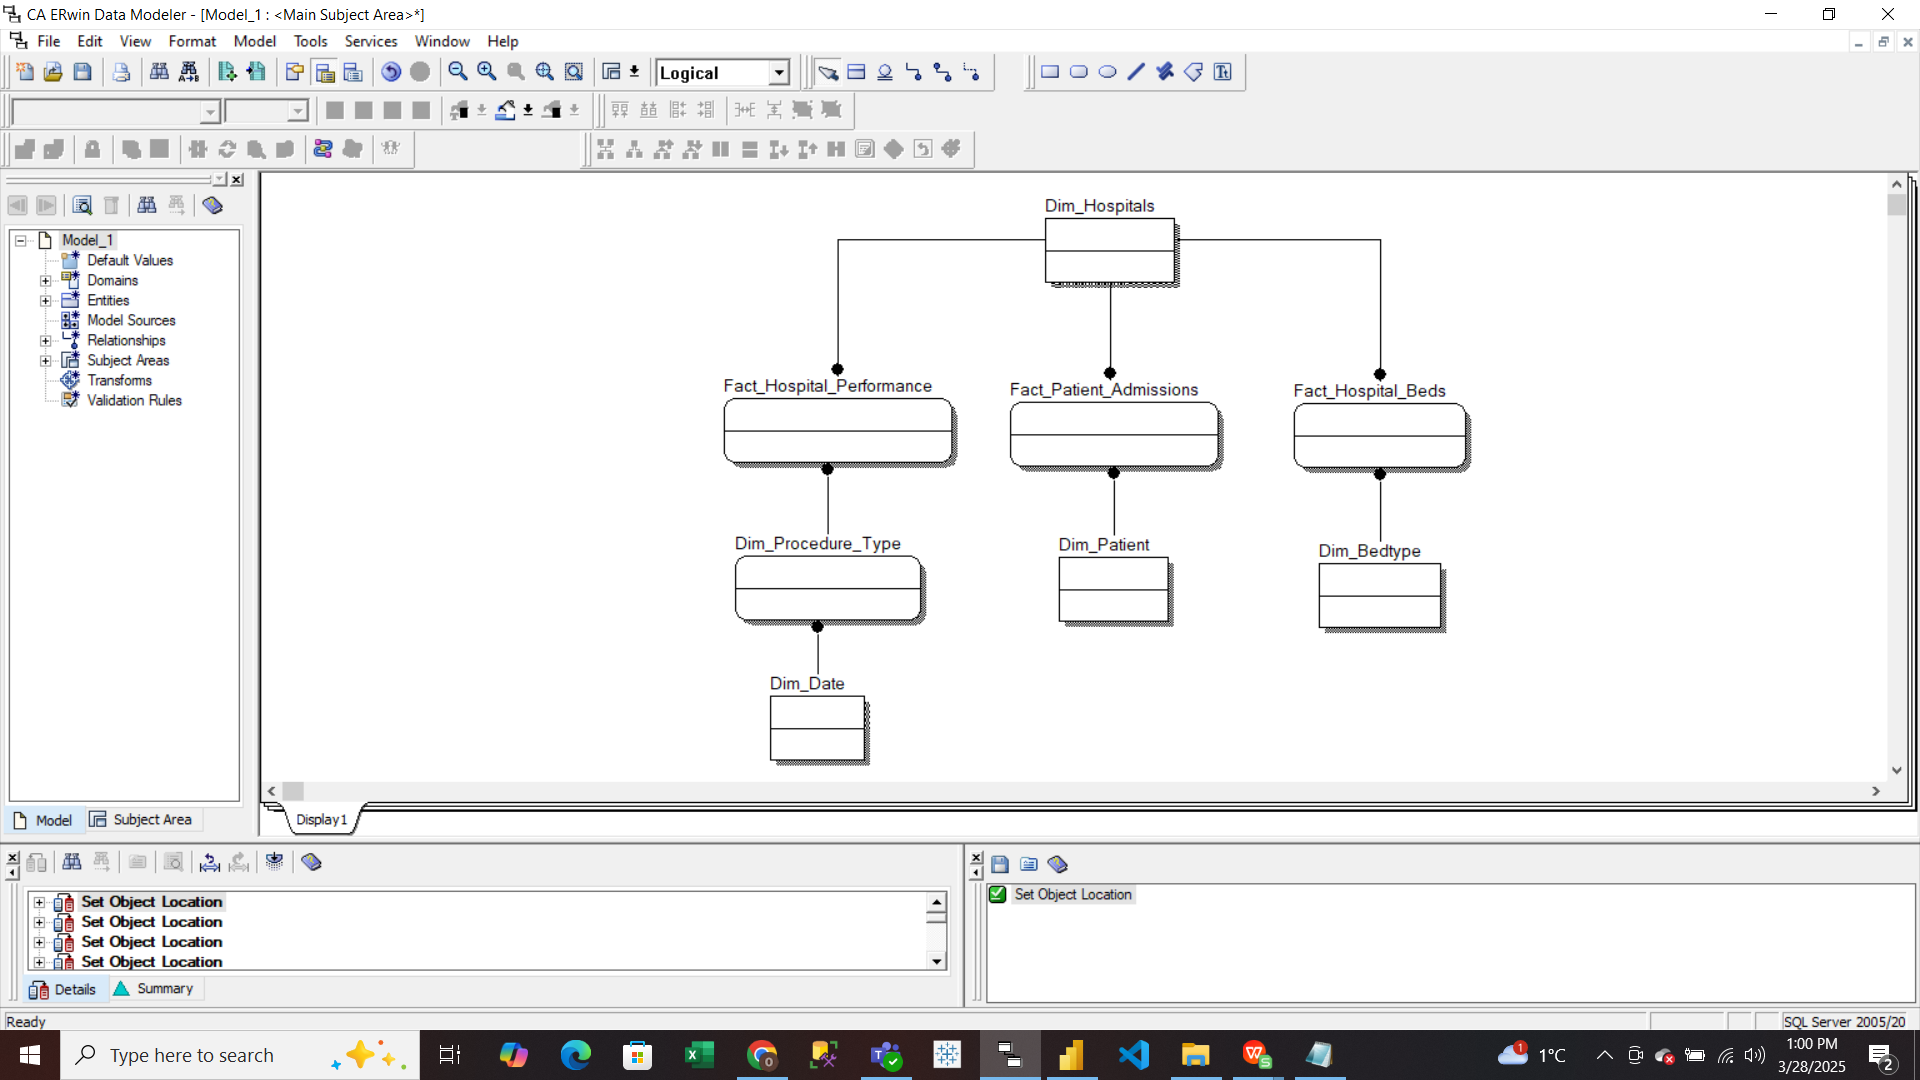 CA ERwin Data Modeler - [Model_1 : <Main Subject Area>*]
File Edit View Format Model Tools Services Window Help
Logical
Model_1
Default Values
Domains
Entities
Model Sources
Relationships
Subject Areas
Transforms
Validation Rules
Model Subject Area
Dim_Hospitals
Fact_Hospital_Performance
Fact_Patient_Admissions
Fact_Hospital_Beds
Dim_Procedure_Type
Dim_Patient
Dim_Bedtype
Dim_Date
Display1
Set Object Location
Set Object Location
Set Object Location
Set Object Location
Details Summary
Set Object Location
Ready
SQL Server 2005/20
Type here to search
1
1°C
1:00 PM
3/28/2025
2